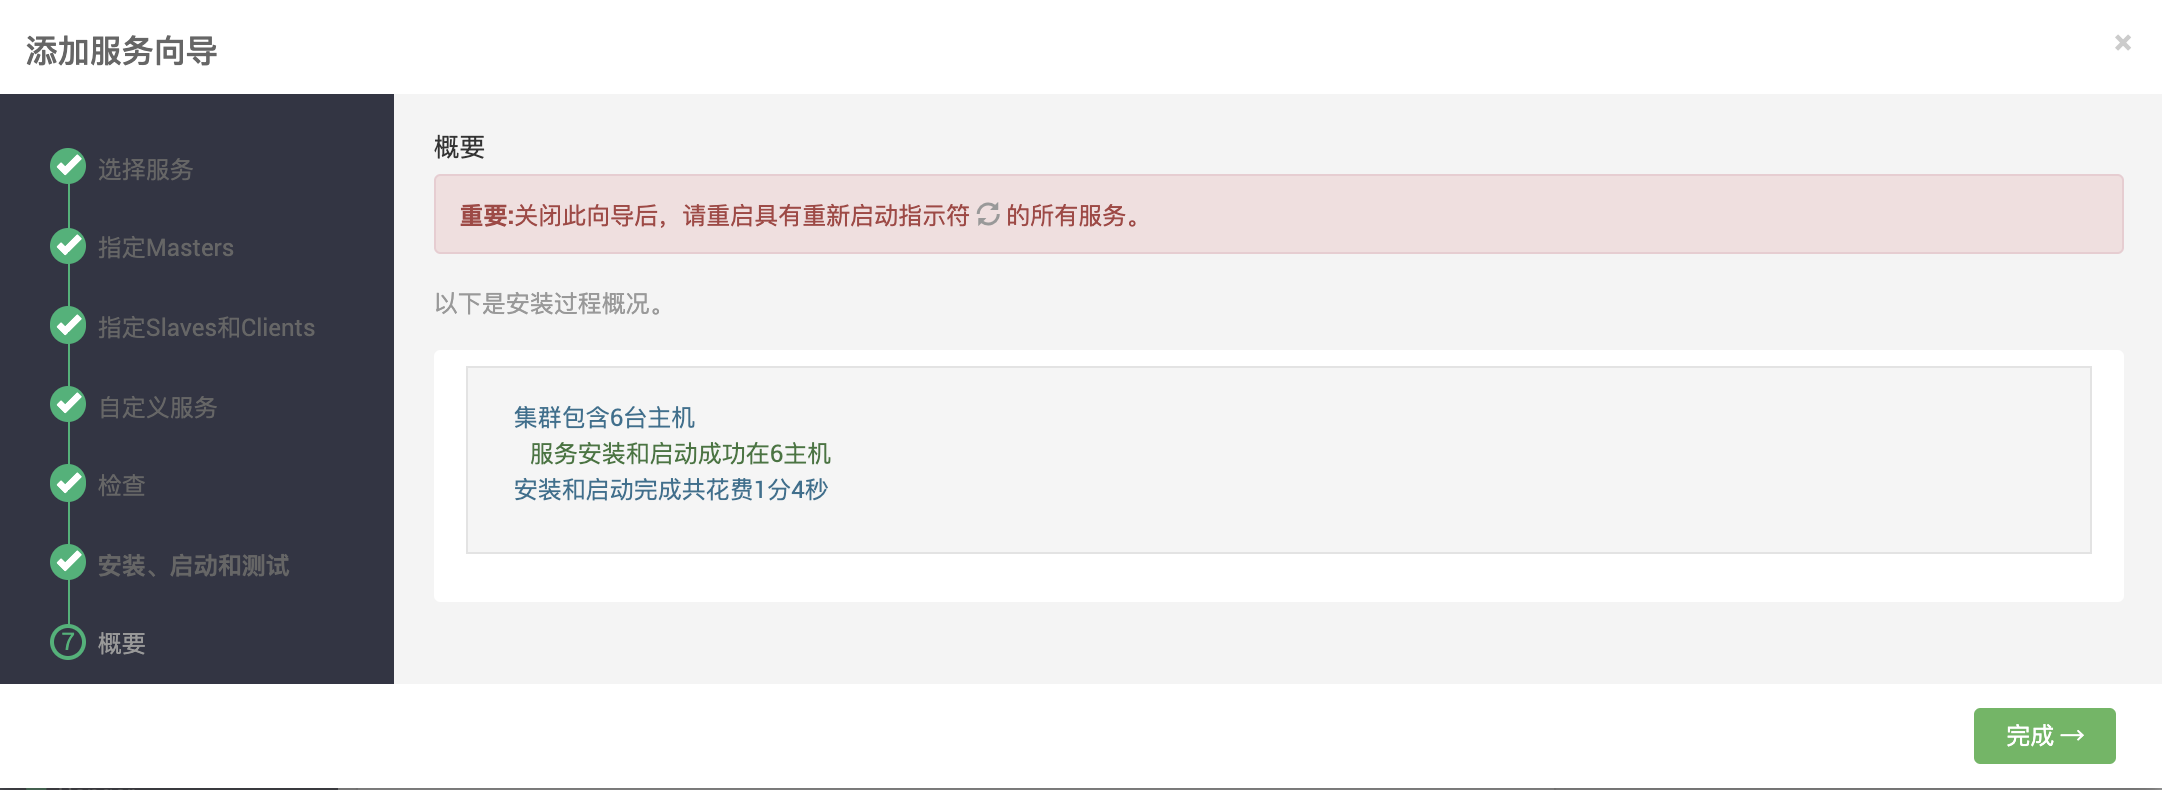 添加服务向导
×
选择服务
指定Masters
指定Slaves和Clients
自定义服务
检查
安装、启动和测试
7 概要
概要
重要:关闭此向导后，请重启具有重新启动指示符 的所有服务。
以下是安装过程概况。
集群包含6台主机
服务安装和启动成功在6主机
安装和启动完成共花费1分4秒
完成→